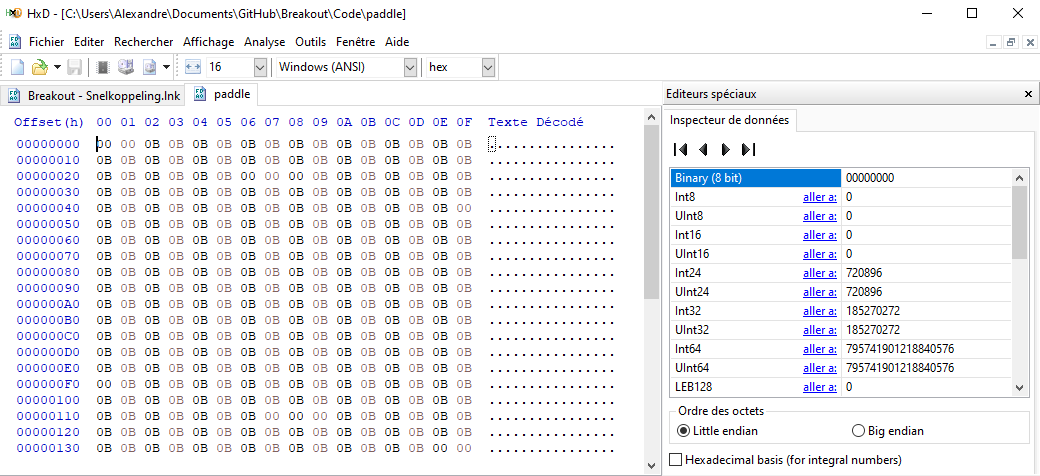 HxD - [C:\Users\Alexandre\Documents\GitHub\Breakout\Code\paddle]
Fichier Editer Rechercher Affichage Analyse Outils Fenêtre Aide
16 Windows (ANSI) hex
Breakout - Snelkoppeling.lnk paddle
Offset(h) 00 01 02 03 04 05 06 07 08 09 0A 0B 0C 0D 0E 0F Texte Décodé
00000000 00 00 0B 0B 0B 0B 0B 0B 0B 0B 0B 0B 0B 0B 0B 0B ................
00000010 0B 0B 0B 0B 0B 0B 0B 0B 0B 0B 0B 0B 0B 0B 0B 0B ................
00000020 0B 0B 0B 0B 0B 0B 00 00 00 0B 0B 0B 0B 0B 0B 0B ................
00000030 0B 0B 0B 0B 0B 0B 0B 0B 0B 0B 0B 0B 0B 0B 0B 0B ................
00000040 0B 0B 0B 0B 0B 0B 0B 0B 0B 0B 0B 0B 0B 0B 0B 00 ................
00000050 0B 0B 0B 0B 0B 0B 0B 0B 0B 0B 0B 0B 0B 0B 0B 0B ................
00000060 0B 0B 0B 0B 0B 0B 0B 0B 0B 0B 0B 0B 0B 0B 0B 0B ................
00000070 0B 0B 0B 0B 0B 0B 0B 0B 0B 0B 0B 0B 0B 0B 0B 0B ................
00000080 0B 0B 0B 0B 0B 0B 0B 0B 0B 0B 0B 0B 0B 0B 0B 0B ................
00000090 0B 0B 0B 0B 0B 0B 0B 0B 0B 0B 0B 0B 0B 0B 0B 0B ................
000000A0 0B 0B 0B 0B 0B 0B 0B 0B 0B 0B 0B 0B 0B 0B 0B 0B ................
000000B0 0B 0B 0B 0B 0B 0B 0B 0B 0B 0B 0B 0B 0B 0B 0B 0B ................
000000C0 0B 0B 0B 0B 0B 0B 0B 0B 0B 0B 0B 0B 0B 0B 0B 0B ................
000000D0 0B 0B 0B 0B 0B 0B 0B 0B 0B 0B 0B 0B 0B 0B 0B 0B ................
000000E0 0B 0B 0B 0B 0B 0B 0B 0B 0B 0B 0B 0B 0B 0B 0B 0B ................
000000F0 00 0B 0B 0B 0B 0B 0B 0B 0B 0B 0B 0B 0B 0B 0B 0B ................
00000100 0B 0B 0B 0B 0B 0B 0B 0B 0B 0B 0B 0B 0B 0B 0B 0B ................
00000110 0B 0B 0B 0B 0B 0B 0B 00 00 00 0B 0B 0B 0B 0B 0B ................
00000120 0B 0B 0B 0B 0B 0B 0B 0B 0B 0B 0B 0B 0B 0B 0B 0B ................
00000130 0B 0B 0B 0B 0B 0B 0B 0B 0B 0B 0B 0B 0B 0B 00 00 ................
Editeurs spéciaux
Inspecteur de données
Binary (8 bit) 00000000
Int8 aller a: 0
UInt8 aller a: 0
Int16 aller a: 0
UInt16 aller a: 0
Int24 aller a: 720896
UInt24 aller a: 720896
Int32 aller a: 185270272
UInt32 aller a: 185270272
Int64 aller a: 795741901218840576
UInt64 aller a: 795741901218840576
LEB128 aller a: 0
Ordre des octets
Little endian Big endian
Hexadecimal basis (for integral numbers)